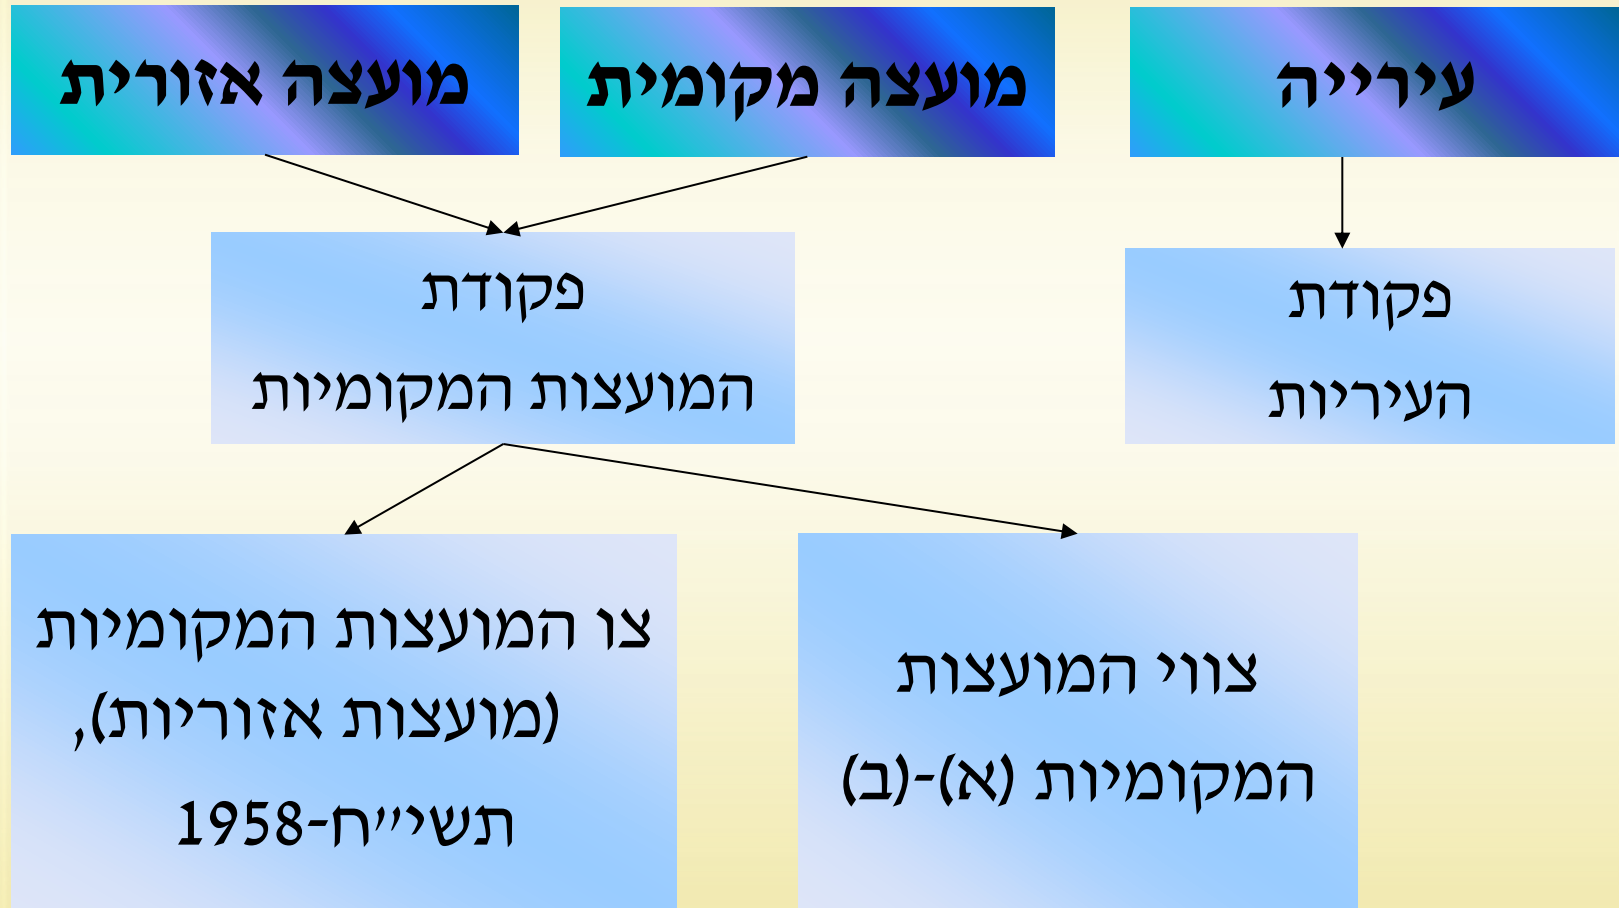 עירייה
מועצה מקומית
מועצה אזורית
פקודת
העיריות
פקודת
המועצות המקומיות
צווי המועצות
המקומיות (א)-(ב)
צו המועצות המקומיות
(מועצות אזוריות),
תשי״ח-1958